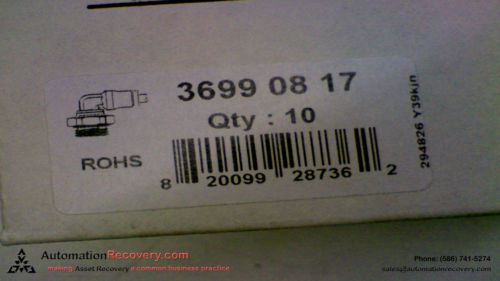 3699 08 17
Qty : 10
ROHS
8 20099 28736 2
294826 Y39kin
AutomationRecovery.com
making Asset Recovery a common business practice
Phone: (586) 741-5274
sales@automationrecovery.com